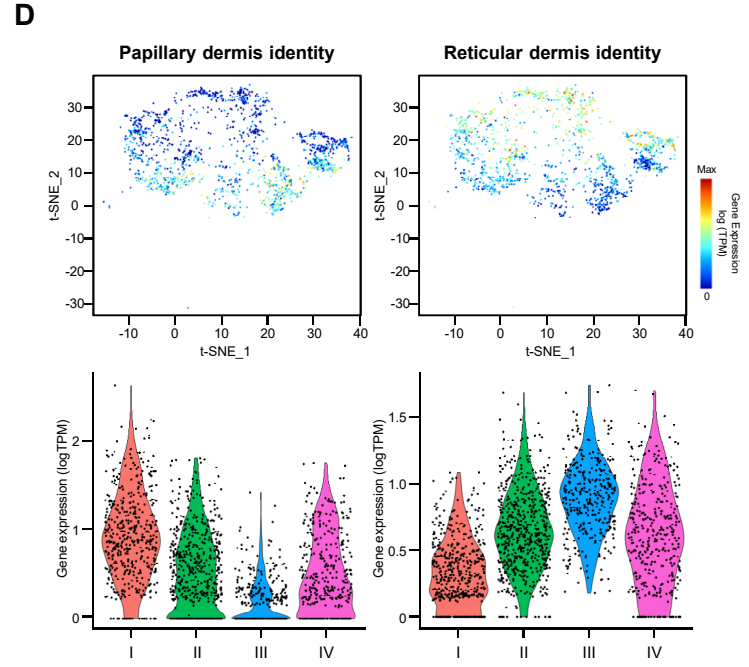 D
Papillary dermis identity
Reticular dermis identity
t-SNE_2
30
20
10
0
-10
-20
-30
-10
0
10
20
30
40
t-SNE_1
t-SNE_2
30
20
10
0
-10
-20
-30
-10
0
10
20
30
40
t-SNE_1
Max
0
Gene Expression
log (TPM)
Gene expression (logTPM)
2
1
0
I
II
III
IV
Gene expression (logTPM)
1.5
1.0
0.5
0
I
II
III
IV